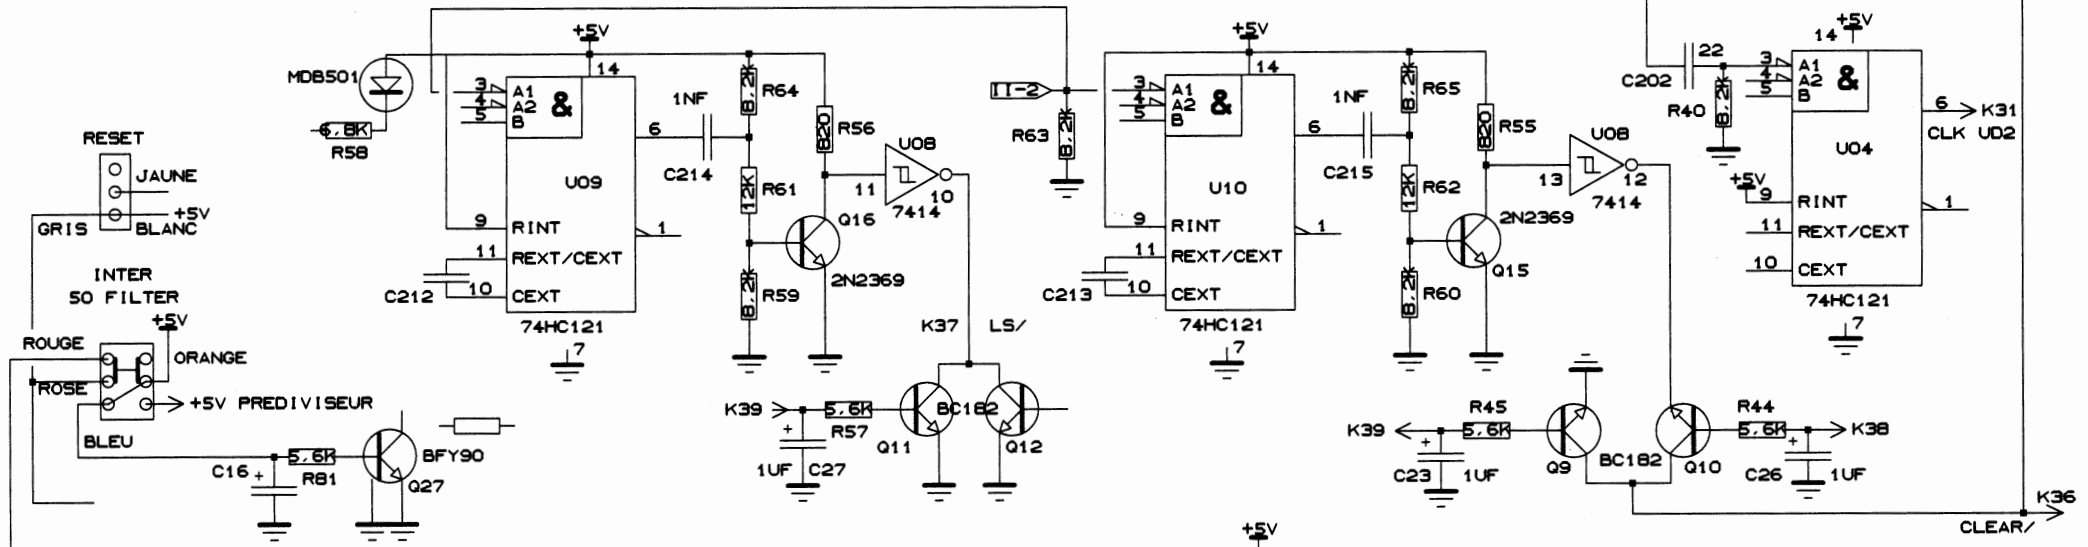 +5V
+5V
+5V
14
14
14
MDB501
R58
6,8K
3 A1
4 A2
5 B
&
1NF
8,2K R64
6
C214
820 R56
U08
U09
12K R61
11
10
7414
9 RINT
1
Q16
11 REXT/CEXT
C212
10 CEXT
8,2K R59
2N2369
74HC121
7
II-2
R63 8,2K
3 A1
4 A2
5 B
&
1NF
8,2K R65
6
C215
820 R55
U08
U10
12K R62
13
12
7414
9 RINT
1
2N2369
11 REXT/CEXT
Q15
C213
10 CEXT
8,2K R60
74HC121
7
22
C202
R40 8,2K
3 A1
4 A2
5 B
&
6 K31
CLK UD2
U04
+5V
9 RINT
1
11 REXT/CEXT
10 CEXT
74HC121
7
RESET
JAUNE
+5V
GRIS BLANC
INTER
50 FILTER
+5V
ROUGE
ORANGE
ROSE
+5V PREDIVISEUR
BLEU
C16 +
5,6K
R81
BFY90
Q27
K37 LS/
K39
5,6K
R57
+
1UF C27
Q11
BC182
Q12
K39
R45
5,6K
+
C23 1UF
Q9
BC182
Q10
R44
5,6K
K38
+
C26 1UF
K36
CLEAR/
+5V